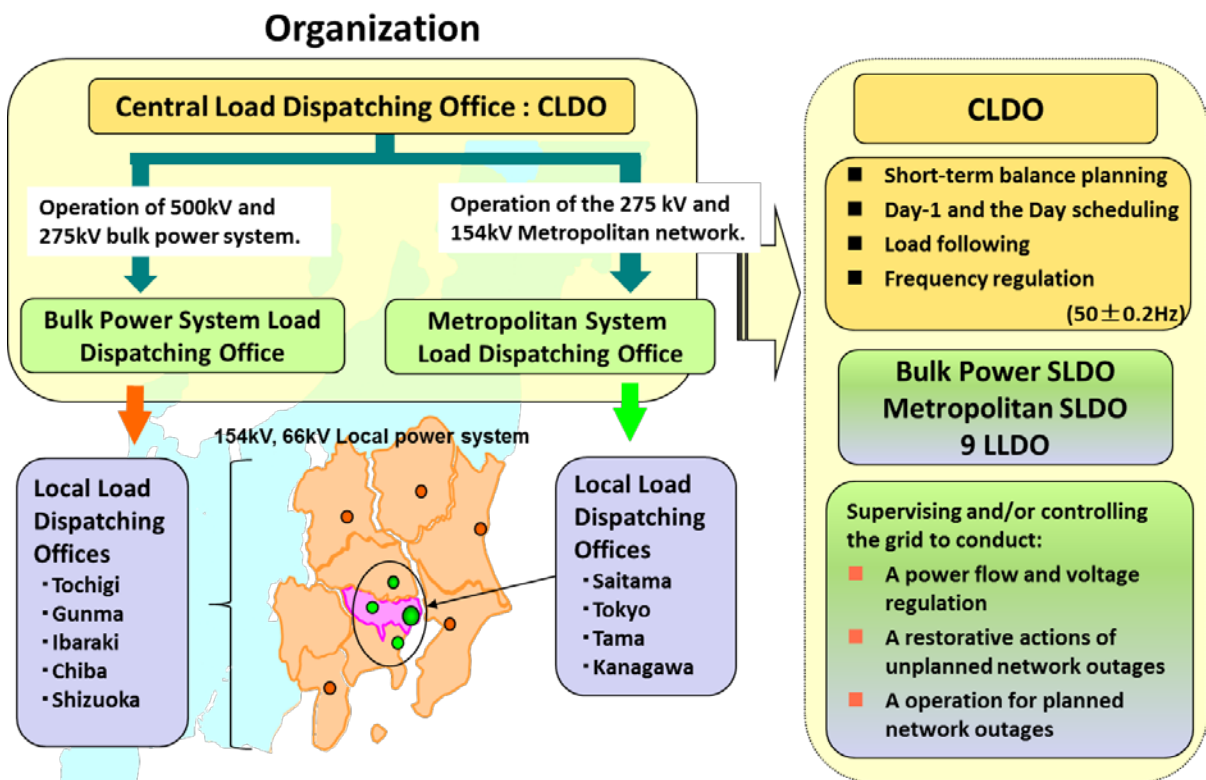 Organization
Central Load Dispatching Office : CLDO
Operation of 500kV and
275kV bulk power system.
Operation of the 275 kV and
154kV Metropolitan network.
Bulk Power System Load
Dispatching Office
Metropolitan System
Load Dispatching Office
154kV, 66kV Local power system
Local Load
Dispatching
Offices
・Tochigi
・Gunma
・Ibaraki
・Chiba
・Shizuoka
Local Load
Dispatching
Offices
・Saitama
・Tokyo
・Tama
・Kanagawa
CLDO
■ Short-term balance planning
■ Day-1 and the Day scheduling
■ Load following
■ Frequency regulation
(50±0.2Hz)
Bulk Power SLDO
Metropolitan SLDO
9 LLDO
Supervising and/or controlling
the grid to conduct:
■ A power flow and voltage
regulation
■ A restorative actions of
unplanned network outages
■ A operation for planned
network outages